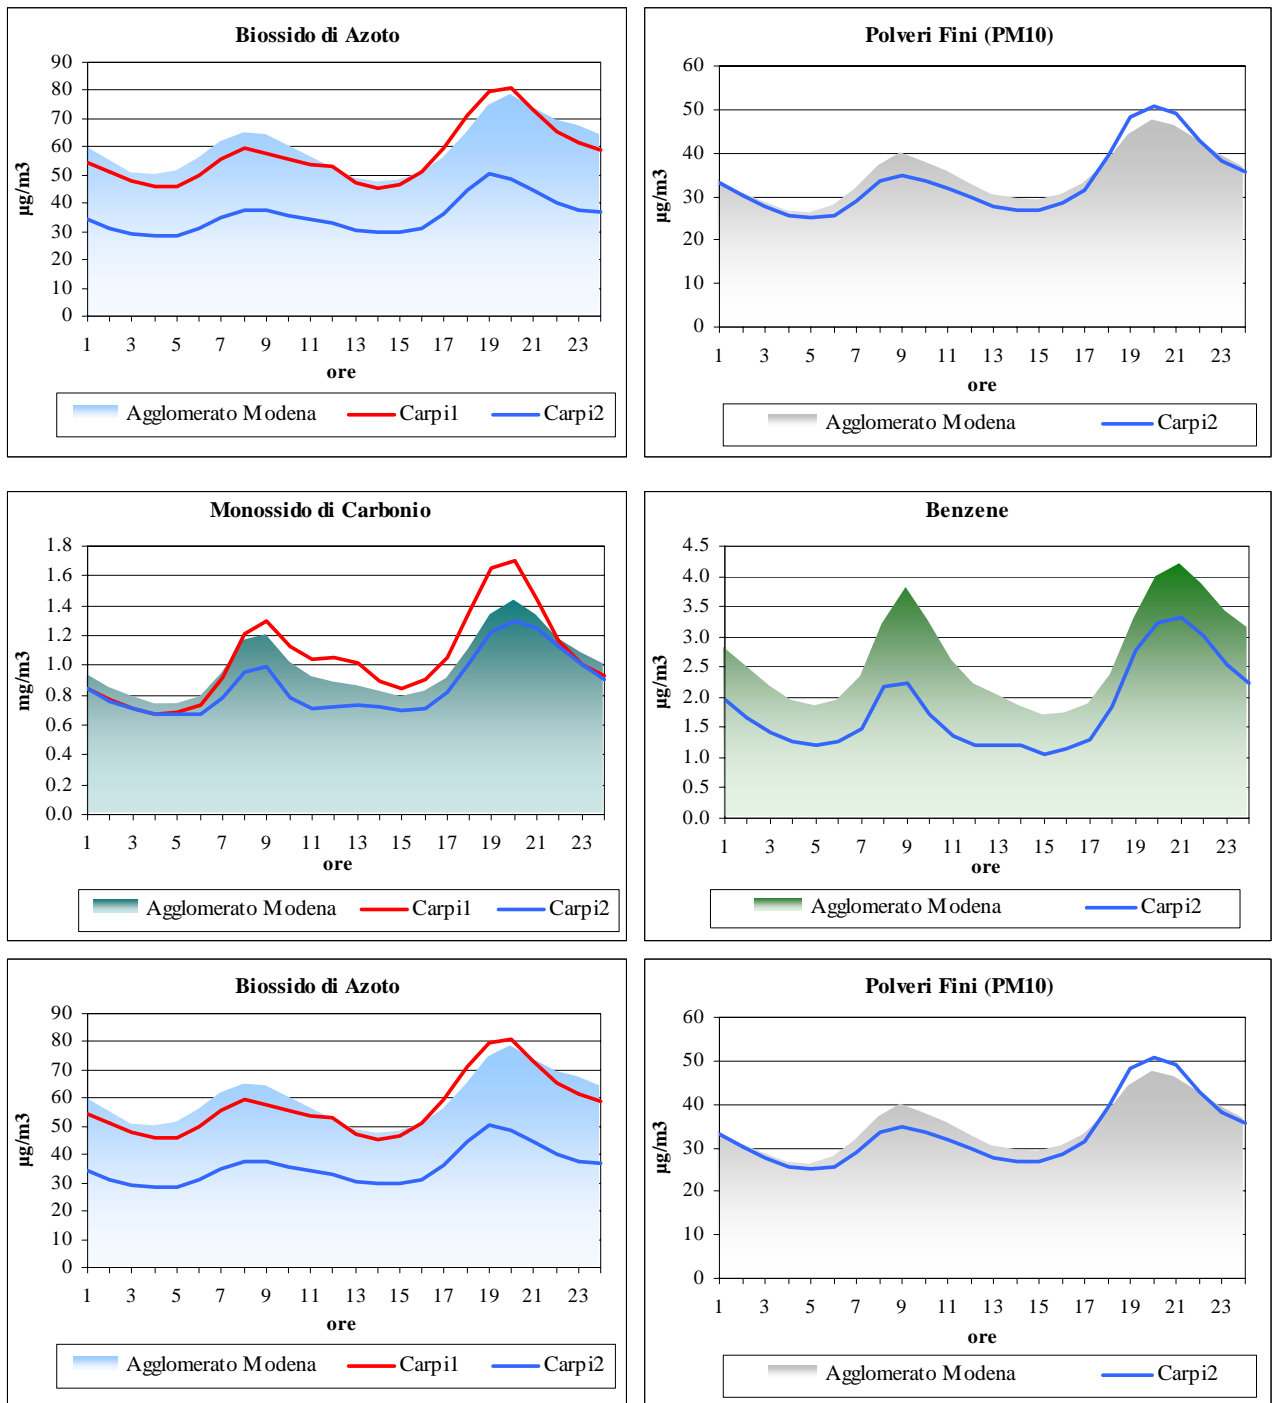 Biossido di Azoto
90
80
70
60
50
40
30
20
10
0
µg/m3
1 3 5 7 9 11 13 15 17 19 21 23
ore
Agglomerato Modena Carpi1 Carpi2
Polveri Fini (PM10)
60
50
40
30
20
10
0
µg/m3
1 3 5 7 9 11 13 15 17 19 21 23
ore
Agglomerato Modena Carpi2
Monossido di Carbonio
1.8
1.6
1.4
1.2
1.0
0.8
0.6
0.4
0.2
0.0
mg/m3
1 3 5 7 9 11 13 15 17 19 21 23
ore
Agglomerato Modena Carpi1 Carpi2
Benzene
4.5
4.0
3.5
3.0
2.5
2.0
1.5
1.0
0.5
0.0
µg/m3
1 3 5 7 9 11 13 15 17 19 21 23
ore
Agglomerato Modena Carpi2
Biossido di Azoto
90
80
70
60
50
40
30
20
10
0
µg/m3
1 3 5 7 9 11 13 15 17 19 21 23
ore
Agglomerato Modena Carpi1 Carpi2
Polveri Fini (PM10)
60
50
40
30
20
10
0
µg/m3
1 3 5 7 9 11 13 15 17 19 21 23
ore
Agglomerato Modena Carpi2